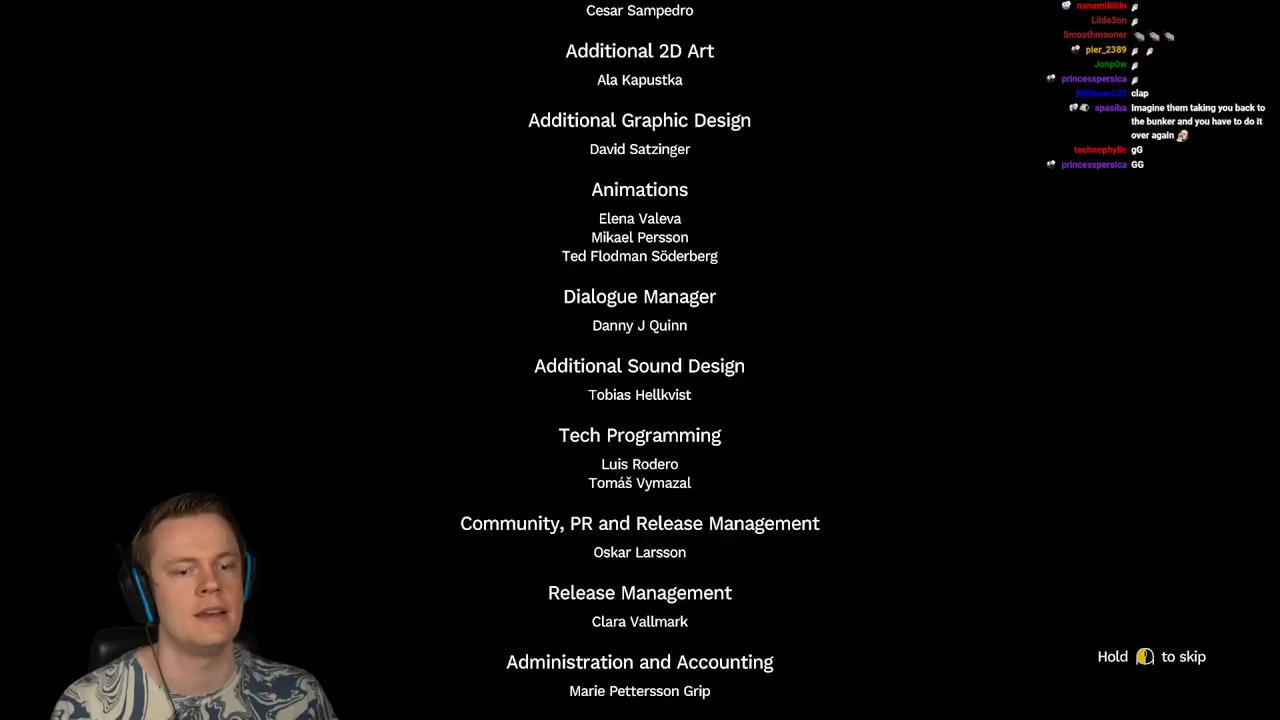 Cesar Sampedro
Additional 2D Art
Ala Kapustka
Additional Graphic Design
David Satzinger
Animations
Elena Valeva
Mikael Persson
Ted Flodman Söderberg
Dialogue Manager
Danny J Quinn
Additional Sound Design
Tobias Hellkvist
Tech Programming
Luis Rodero
Tomáš Vymazal
Community, PR and Release Management
Oskar Larsson
Release Management
Clara Vallmark
Administration and Accounting
Marie Pettersson Grip
Hold to skip
Lilde3on
Smoothmooner
pier_2389
Jonp0w
princesspersica
clap
spasiba Imagine them taking you back to
the bunker and you have to do it
over again
technophylic gG
princesspersica GG